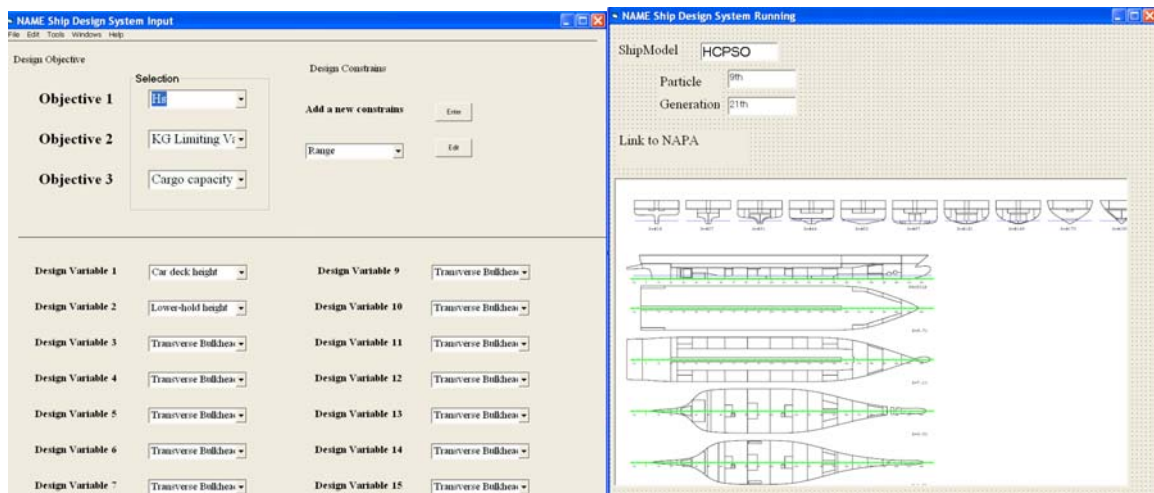 NAME Ship Design System Input
File Edit Tools Windows Help
Design Objective
Selection
Objective 1
Hs
Objective 2
KG Limiting V
Objective 3
Cargo capacity
Design Constrains
Add a new constrains
Enter
Range
Edit
Design Variable 1
Car deck height
Design Variable 9
Transverse Bulkhea
Design Variable 2
Lower-hold height
Design Variable 10
Transverse Bulkhea
Design Variable 3
Transverse Bulkhea
Design Variable 11
Transverse Bulkhea
Design Variable 4
Transverse Bulkhea
Design Variable 12
Transverse Bulkhea
Design Variable 5
Transverse Bulkhea
Design Variable 13
Transverse Bulkhea
Design Variable 6
Transverse Bulkhea
Design Variable 14
Transverse Bulkhea
Design Variable 7
Transverse Bulkhea
Design Variable 15
Transverse Bulkhea
NAME Ship Design System Running
ShipModel
HCPSO
Particle
9th
Generation
21th
Link to NAPA